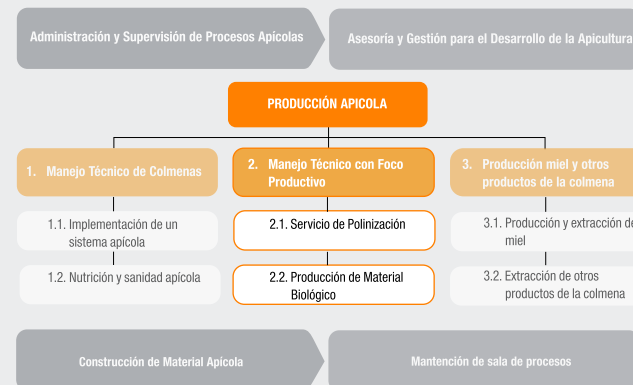 Administración y Supervisión de Procesos Apícolas
Asesoría y Gestión para el Desarrollo de la Apicultura
PRODUCCIÓN APICOLA
1. Manejo Técnico de Colmenas
2. Manejo Técnico con Foco
Productivo
3. Producción miel y otros
productos de la colmena
1.1. Implementación de un
sistema apícola
2.1. Servicio de Polinización
3.1. Producción y extracción de
miel
1.2. Nutrición y sanidad apícola
2.2. Producción de Material
Biológico
3.2. Extracción de otros
productos de la colmena
Construcción de Material Apícola
Mantención de sala de procesos